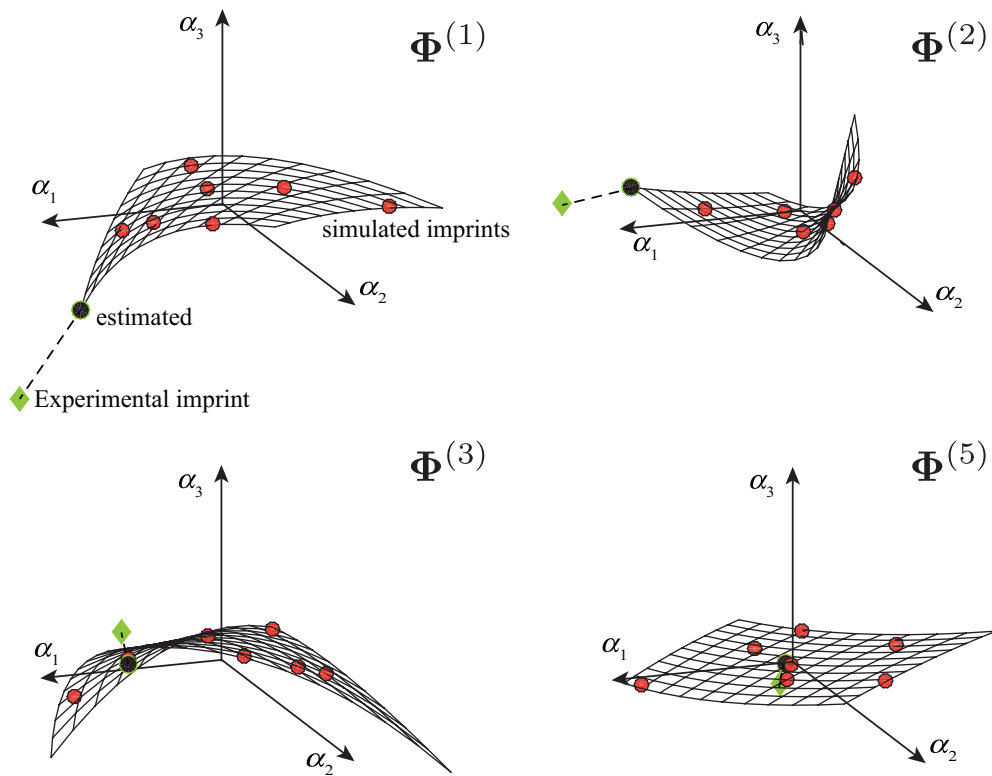 α₃
Φ⁽¹⁾
α₁
simulated imprints
α₂
estimated
Experimental imprint
α₃
Φ⁽²⁾
α₁
α₂
α₃
Φ⁽³⁾
α₁
α₂
α₃
Φ⁽⁵⁾
α₁
α₂